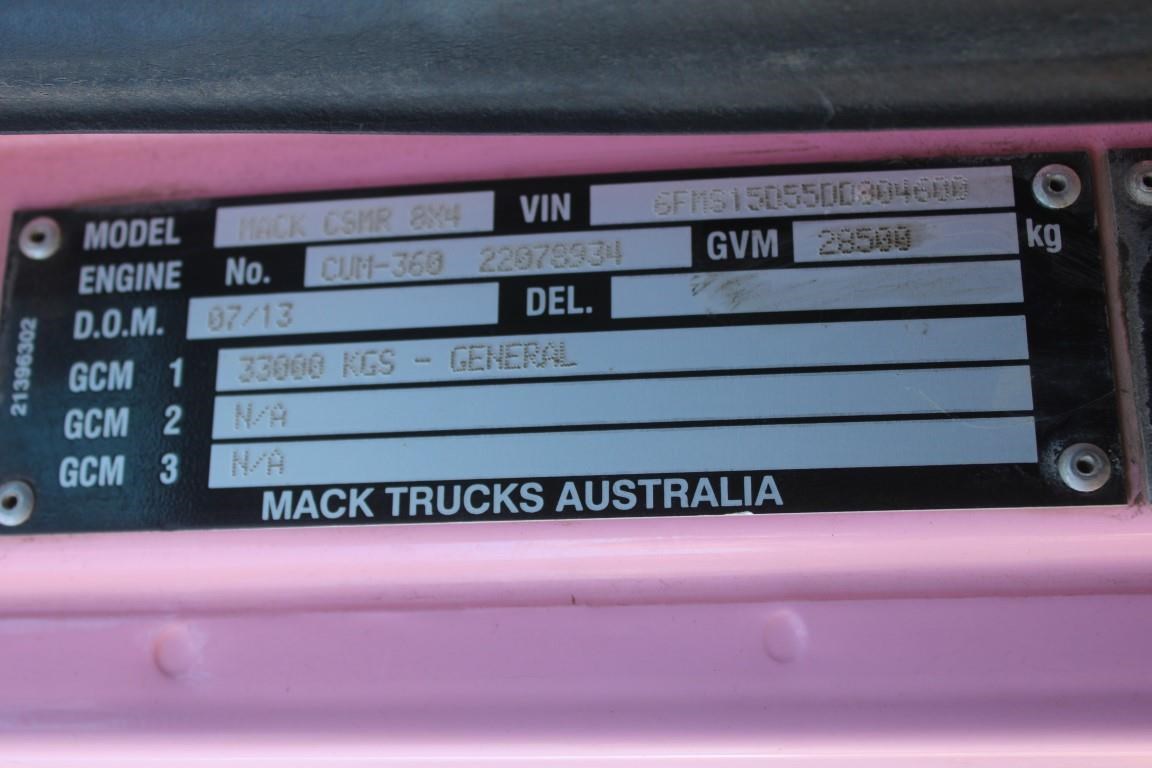 MODEL MACK CSMR 8X4 VIN 6FMS15D55DD804600
ENGINE No. CUM-360 22078934 GVM 28500 kg
D.O.M. 07/13 DEL.
GCM 1 33000 KGS - GENERAL
GCM 2 N/A
GCM 3 N/A
MACK TRUCKS AUSTRALIA
21396302